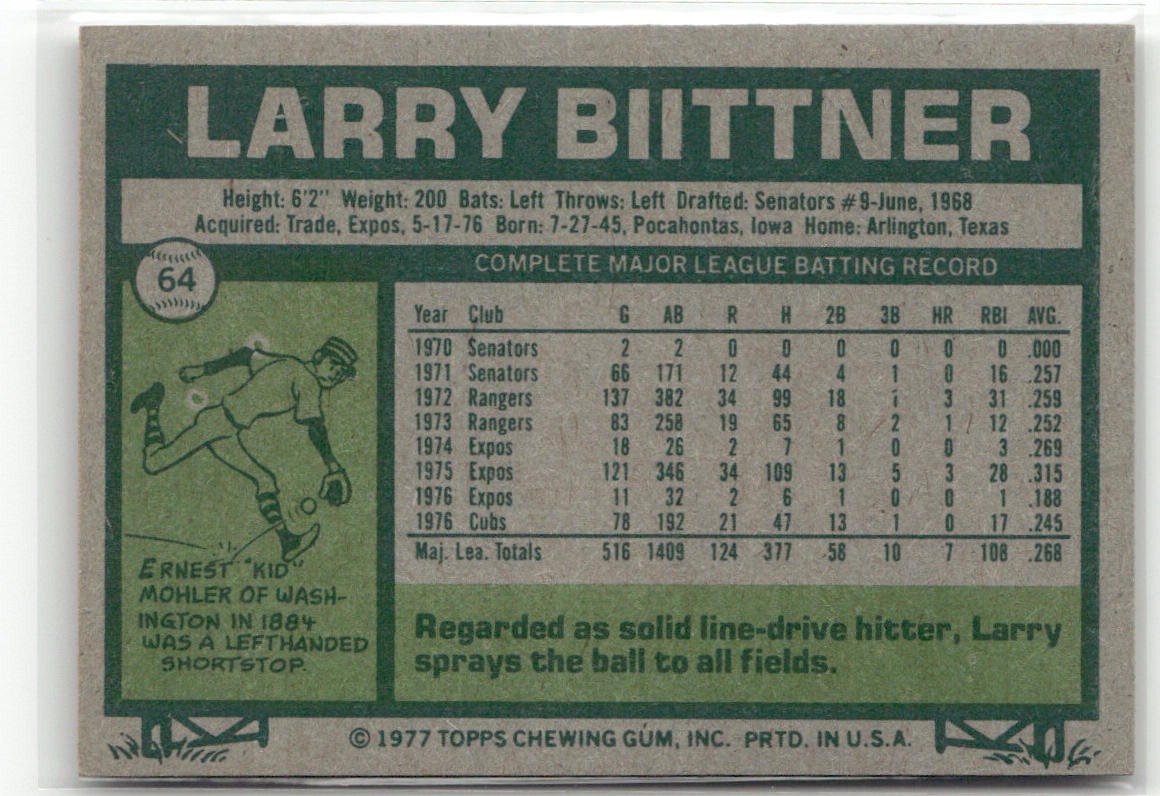 LARRY BIITTNER
Height: 6'2" Weight: 200 Bats: Left Throws: Left Drafted: Senators #9-June, 1968
Acquired: Trade, Expos, 5-17-76 Born: 7-27-45, Pocahontas, Iowa Home: Arlington, Texas
64
COMPLETE MAJOR LEAGUE BATTING RECORD
Year Club G AB R H 2B 3B HR RBI AVG.
1970 Senators 2 2 0 0 0 0 0 0 .000
1971 Senators 66 171 12 44 4 1 0 16 .257
1972 Rangers 137 382 34 99 18 1 3 31 .259
1973 Rangers 83 258 19 65 8 2 1 12 .252
1974 Expos 18 26 2 7 1 0 0 3 .269
1975 Expos 121 346 34 109 13 5 3 28 .315
1976 Expos 11 32 2 6 1 0 0 1 .188
1976 Cubs 78 192 21 47 13 1 0 17 .245
Maj. Lea. Totals 516 1409 124 377 58 10 7 108 .268
ERNEST "KID"
MOHLER OF WASH-
INGTON IN 1884
WAS A LEFTHANDED
SHORTSTOP.
Regarded as solid line-drive hitter, Larry
sprays the ball to all fields.
© 1977 TOPPS CHEWING GUM, INC. PRTD. IN U.S.A.